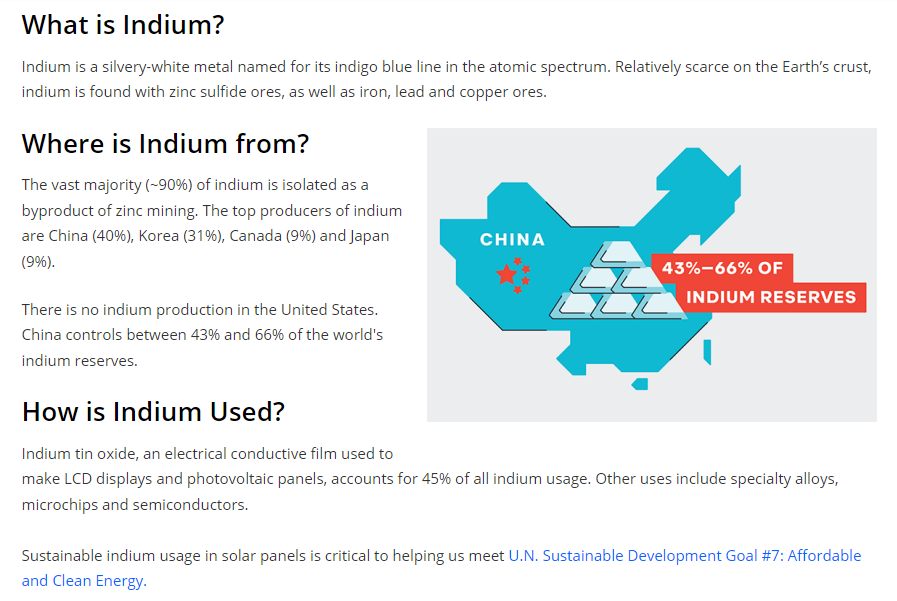 What is Indium?
Indium is a silvery-white metal named for its indigo blue line in the atomic spectrum. Relatively scarce on the Earth’s crust,
indium is found with zinc sulfide ores, as well as iron, lead and copper ores.
Where is Indium from?
The vast majority (~90%) of indium is isolated as a
byproduct of zinc mining. The top producers of indium
are China (40%), Korea (31%), Canada (9%) and Japan
(9%).
There is no indium production in the United States.
China controls between 43% and 66% of the world's
indium reserves.
CHINA
43%–66% OF
INDIUM RESERVES
How is Indium Used?
Indium tin oxide, an electrical conductive film used to
make LCD displays and photovoltaic panels, accounts for 45% of all indium usage. Other uses include specialty alloys,
microchips and semiconductors.
Sustainable indium usage in solar panels is critical to helping us meet U.N. Sustainable Development Goal #7: Affordable
and Clean Energy.